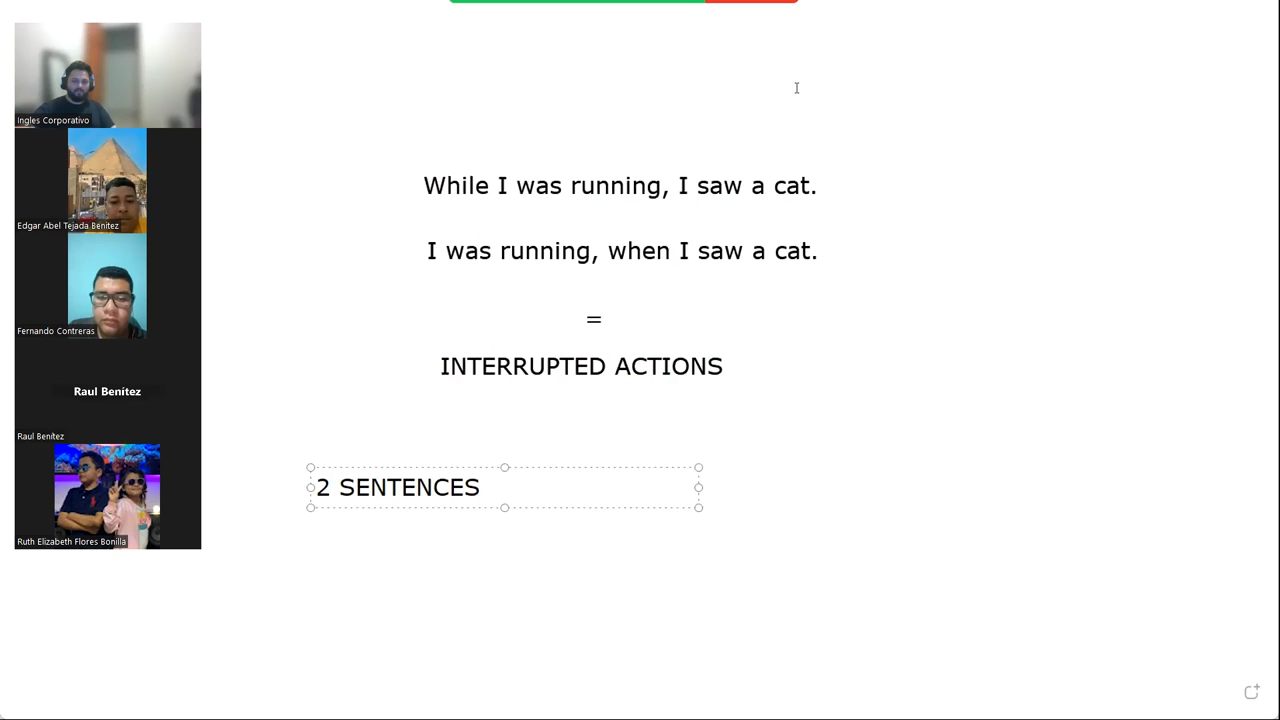 Ingles Corporativo
Edgar Abel Tejada Benitez
Fernando Contreras
Raul Benítez
Raul Benítez
Ruth Elizabeth Flores Bonilla
While I was running, I saw a cat.
I was running, when I saw a cat.
=
INTERRUPTED ACTIONS
2 SENTENCES